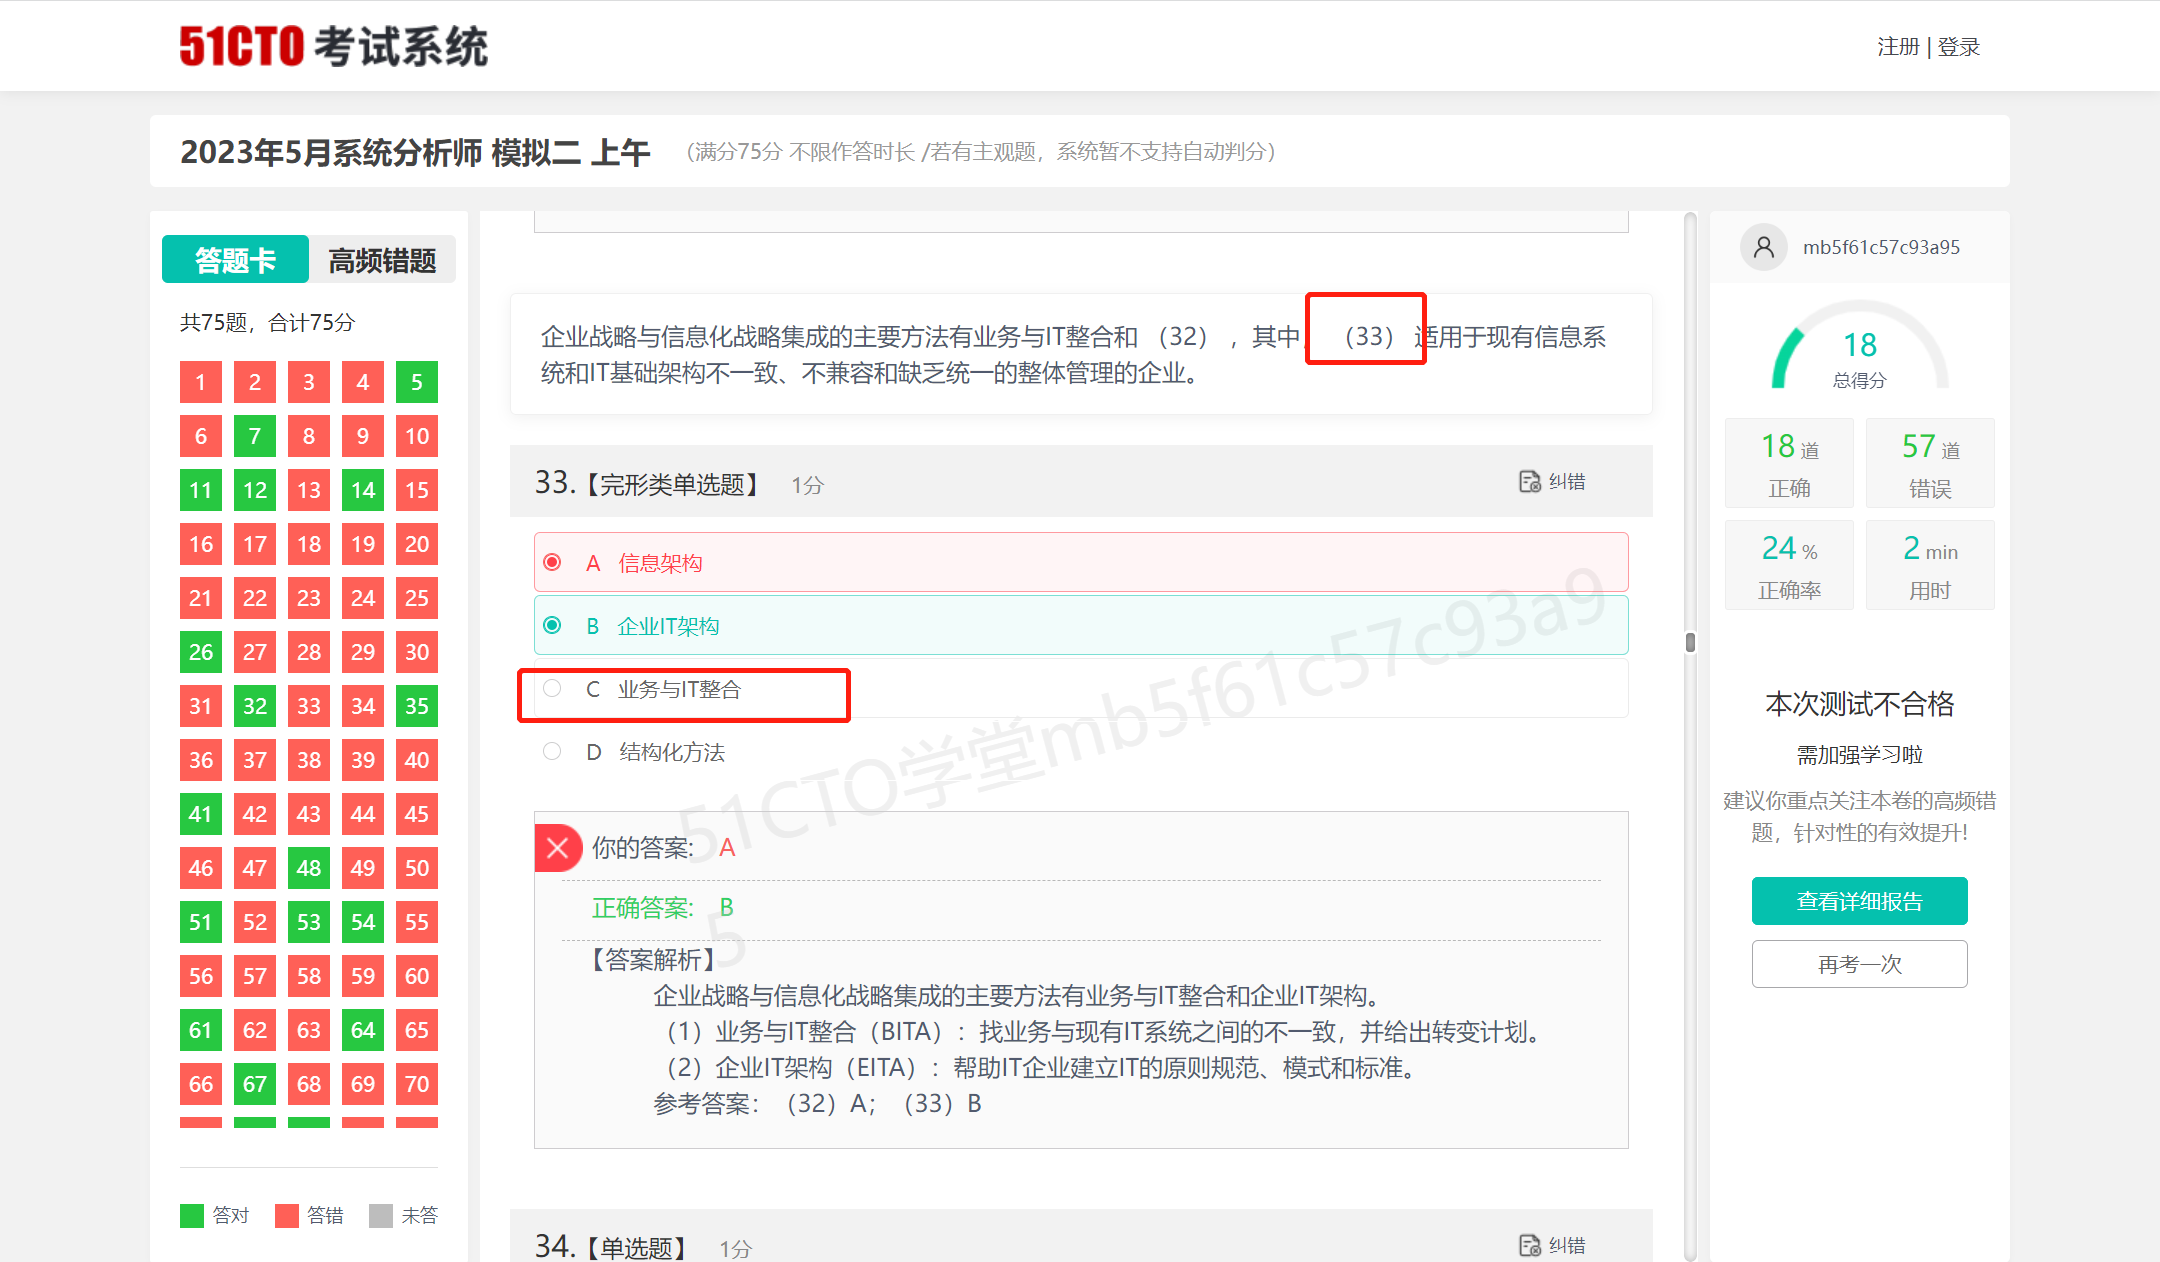 51CTO 考试系统
注册 | 登录
2023年5月系统分析师 模拟二 上午 (满分75分 不限作答时长 /若有主观题，系统暂不支持自动判分)
答题卡 高频错题
共75题，合计75分
1 2 3 4 5
6 7 8 9 10
11 12 13 14 15
16 17 18 19 20
21 22 23 24 25
26 27 28 29 30
31 32 33 34 35
36 37 38 39 40
41 42 43 44 45
46 47 48 49 50
51 52 53 54 55
56 57 58 59 60
61 62 63 64 65
66 67 68 69 70
答对 答错 未答
企业战略与信息化战略集成的主要方法有业务与IT整合和 （32） ，其中， （33） 适用于现有信息系
统和IT基础架构不一致、不兼容和缺乏统一的整体管理的企业。
33.【完形类单选题】 1分 纠错
A 信息架构
B 企业IT架构
C 业务与IT整合
D 结构化方法
你的答案: A
正确答案: B
【答案解析】
企业战略与信息化战略集成的主要方法有业务与IT整合和企业IT架构。
（1）业务与IT整合（BITA）：找业务与现有IT系统之间的不一致，并给出转变计划。
（2）企业IT架构（EITA）：帮助IT企业建立IT的原则规范、模式和标准。
参考答案：（32）A；（33）B
34.【单选题】 1分 纠错
51CTO学堂mb5f61c57c93a9
5
mb5f61c57c93a95
18
总得分
18 道
正确
57 道
错误
24 %
正确率
2 min
用时
本次测试不合格
需加强学习啦
建议你重点关注本卷的高频错
题，针对性的有效提升!
查看详细报告
再考一次